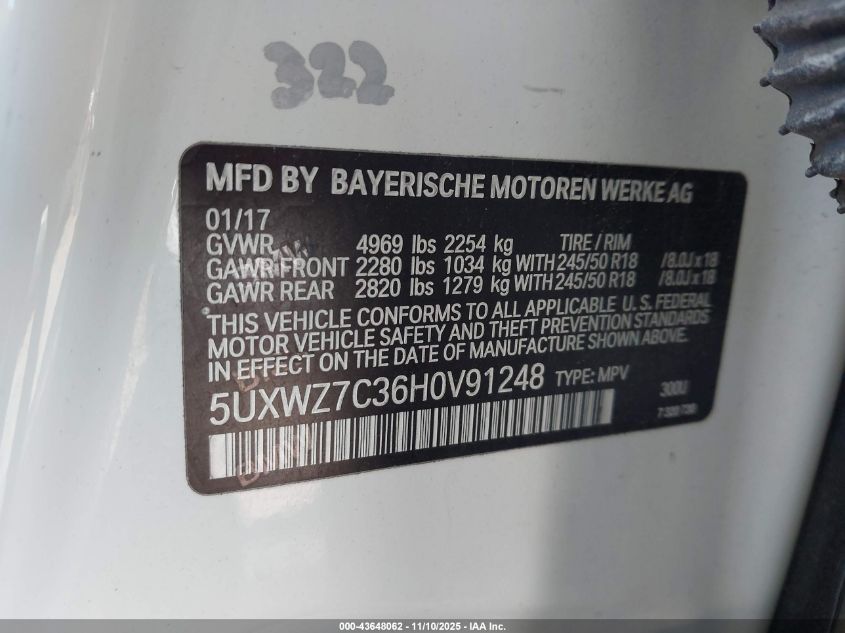 322
MFD BY BAYERISCHE MOTOREN WERKE AG
01/17
GVWR 4969 lbs 2254 kg TIRE / RIM
GAWR FRONT 2280 lbs 1034 kg WITH 245/50 R18 /8.0J x 18
GAWR REAR 2820 lbs 1279 kg WITH 245/50 R18 /8.0J x 18
THIS VEHICLE CONFORMS TO ALL APPLICABLE U.S. FEDERAL
MOTOR VEHICLE SAFETY AND THEFT PREVENTION STANDARDS
IN EFFECT ON THE DATE OF MANUFACTURE SHOWN ABOVE.
5UXWZ7C36H0V91248 TYPE: MPV 300U
000-43648062 — 11/10/2025 — IAA Inc.